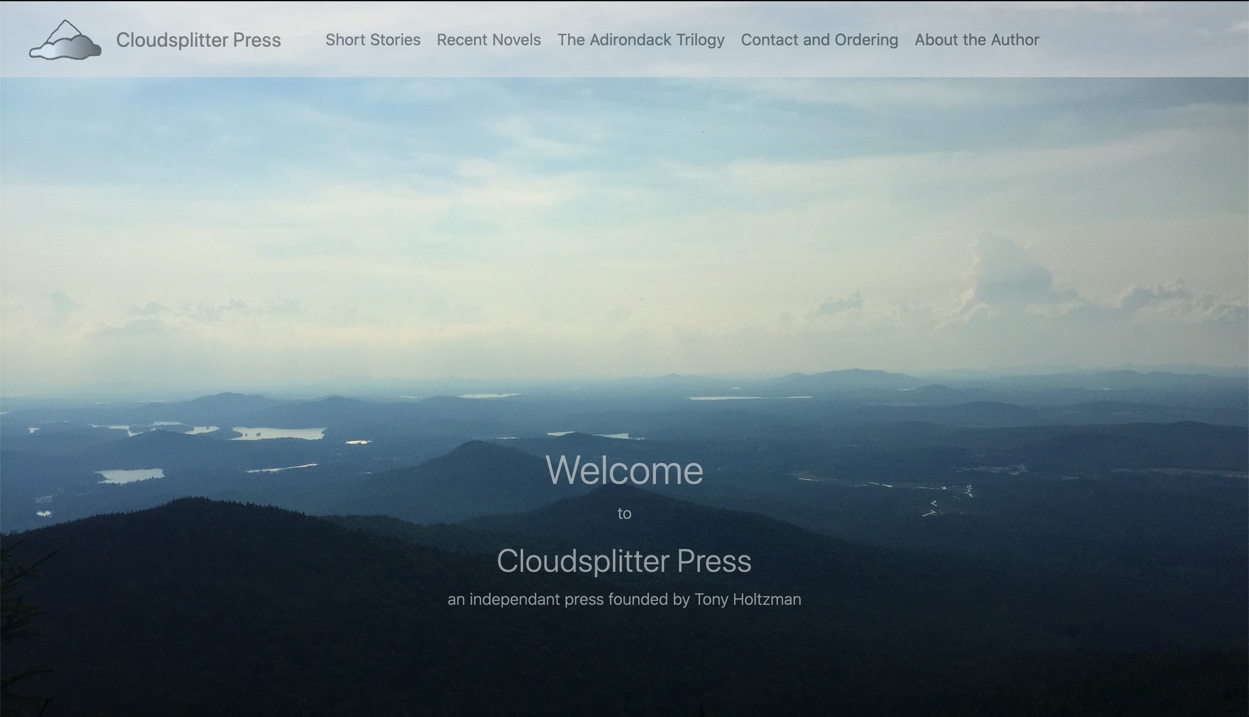 Cloudsplitter Press Short Stories Recent Novels The Adirondack Trilogy Contact and Ordering About the Author
Welcome
to
Cloudsplitter Press
an independant press founded by Tony Holtzman